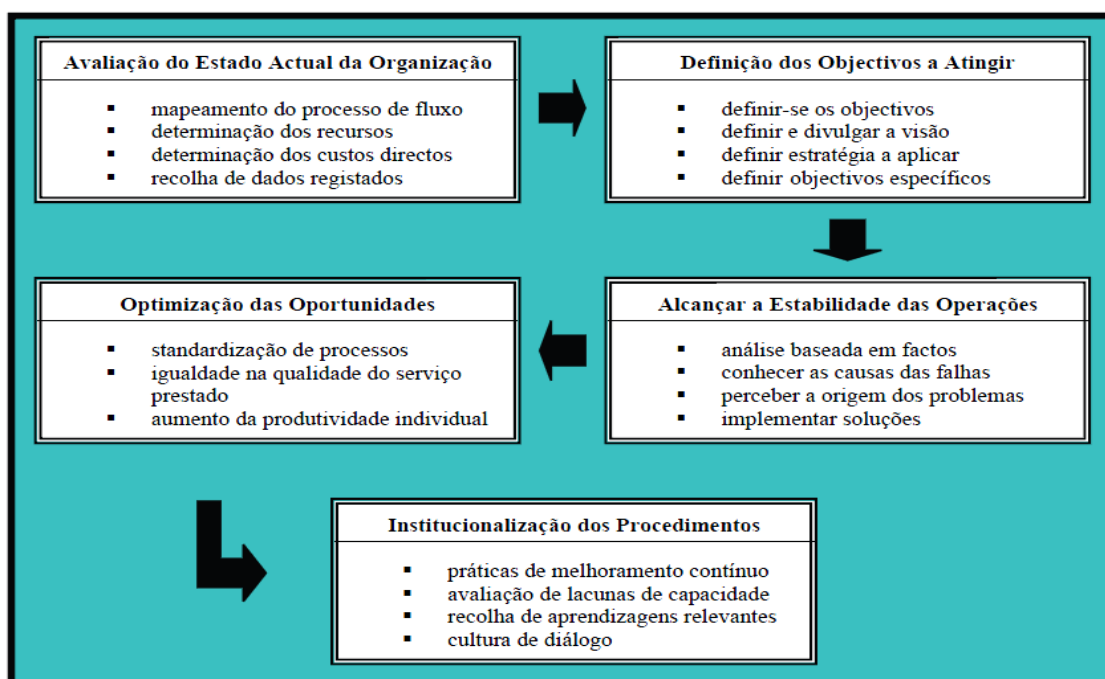 Avaliação do Estado Actual da Organização
▪ mapeamento do processo de fluxo
▪ determinação dos recursos
▪ determinação dos custos directos
▪ recolha de dados registados
Definição dos Objectivos a Atingir
▪ definir-se os objectivos
▪ definir e divulgar a visão
▪ definir estratégia a aplicar
▪ definir objectivos específicos
Alcançar a Estabilidade das Operações
▪ análise baseada em factos
▪ conhecer as causas das falhas
▪ perceber a origem dos problemas
▪ implementar soluções
Optimização das Oportunidades
▪ standardização de processos
▪ igualdade na qualidade do serviço
prestado
▪ aumento da produtividade individual
Institucionalização dos Procedimentos
▪ práticas de melhoramento contínuo
▪ avaliação de lacunas de capacidade
▪ recolha de aprendizagens relevantes
▪ cultura de diálogo